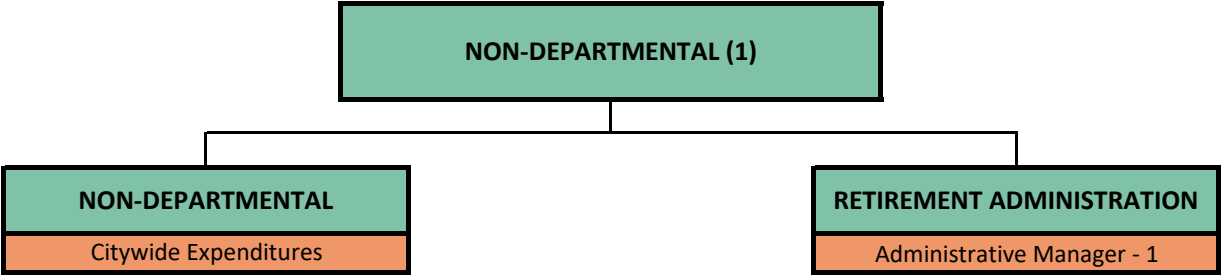 NON-DEPARTMENTAL (1)
NON-DEPARTMENTAL
Citywide Expenditures
RETIREMENT ADMINISTRATION
Administrative Manager - 1